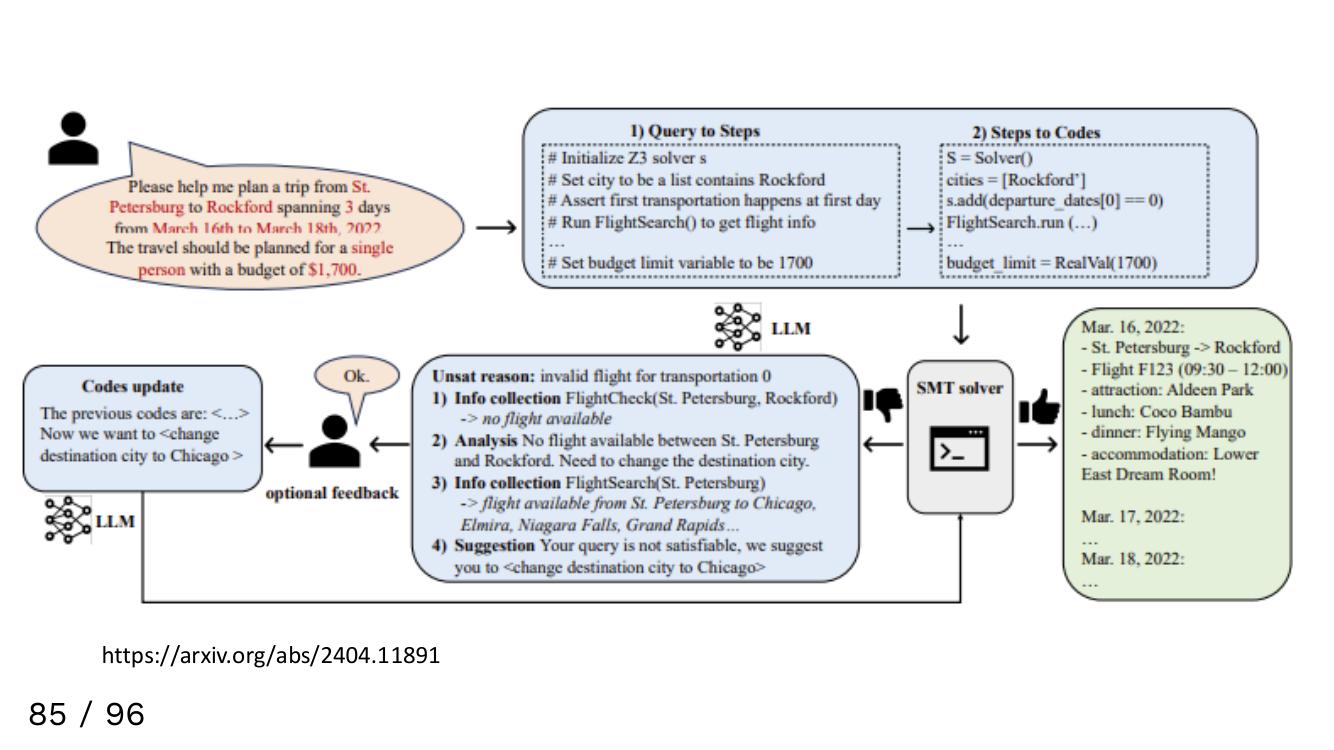 Please help me plan a trip from St.
Petersburg to Rockford spanning 3 days
from March 16th to March 18th, 2022.
The travel should be planned for a single
person with a budget of $1,700.
1) Query to Steps
# Initialize Z3 solver s
# Set city to be a list contains Rockford
# Assert first transportation happens at first day
# Run FlightSearch() to get flight info
…
# Set budget limit variable to be 1700
2) Steps to Codes
S = Solver()
cities = [Rockford’]
s.add(departure_dates[0] == 0)
FlightSearch.run (…)
…
budget_limit = RealVal(1700)
LLM
SMT solver
>_
Mar. 16, 2022:
- St. Petersburg -> Rockford
- Flight F123 (09:30 – 12:00)
- attraction: Aldeen Park
- lunch: Coco Bambu
- dinner: Flying Mango
- accommodation: Lower
East Dream Room!
Mar. 17, 2022:
…
Mar. 18, 2022:
…
Unsat reason: invalid flight for transportation 0
1) Info collection FlightCheck(St. Petersburg, Rockford)
-> no flight available
2) Analysis No flight available between St. Petersburg
and Rockford. Need to change the destination city.
3) Info collection FlightSearch(St. Petersburg)
-> flight available from St. Petersburg to Chicago,
Elmira, Niagara Falls, Grand Rapids…
4) Suggestion Your query is not satisfiable, we suggest
you to <change destination city to Chicago>
Ok.
optional feedback
Codes update
The previous codes are: <…>
Now we want to <change
destination city to Chicago >
LLM
https://arxiv.org/abs/2404.11891
85 / 96